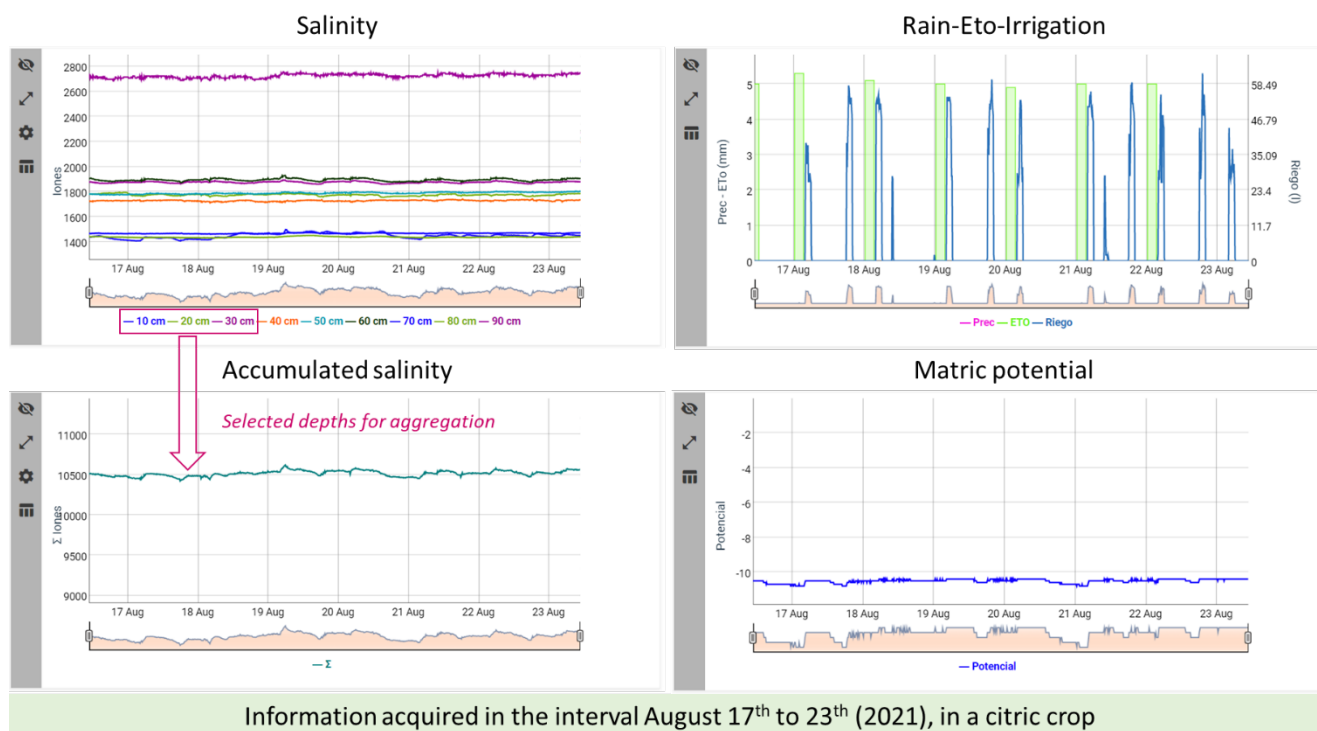 Salinity
2800
2600
2400
2200
2000
1800
1600
1400
Iones
17 Aug 18 Aug 19 Aug 20 Aug 21 Aug 22 Aug 23 Aug
10 cm 20 cm 30 cm 40 cm 50 cm 60 cm 70 cm 80 cm 90 cm
Rain-Eto-Irrigation
5
4
3
2
1
0
Prec - ETo (mm)
58.49
46.79
35.09
23.4
11.7
0
Riego (l)
17 Aug 18 Aug 19 Aug 20 Aug 21 Aug 22 Aug 23 Aug
Prec ETO Riego
Accumulated salinity
Selected depths for aggregation
11000
10500
10000
9500
9000
Σ Iones
17 Aug 18 Aug 19 Aug 20 Aug 21 Aug 22 Aug 23 Aug
Σ
Matric potential
-2
-4
-6
-8
-10
Potencial
17 Aug 18 Aug 19 Aug 20 Aug 21 Aug 22 Aug 23 Aug
Potencial
Information acquired in the interval August 17th to 23th (2021), in a citric crop